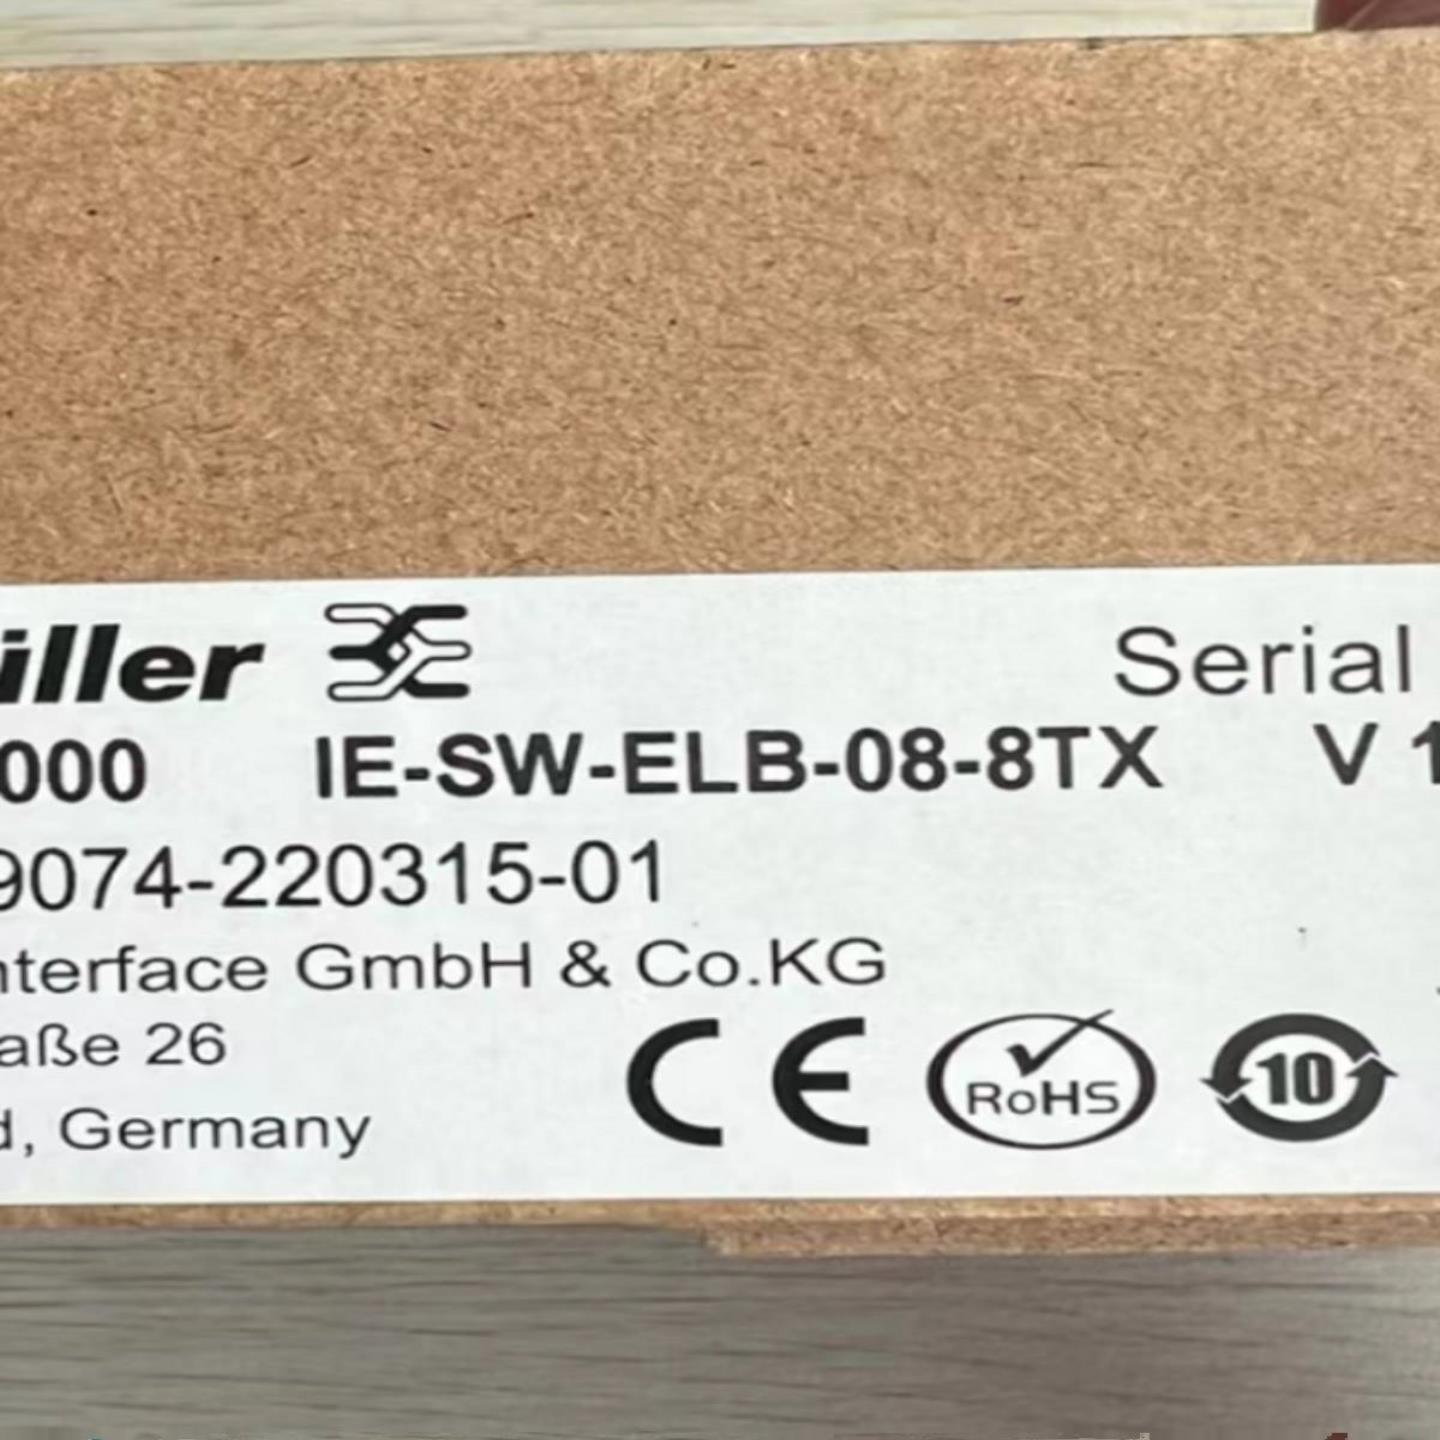 iller Serial
000 IE-SW-ELB-08-8TX V 1
9074-220315-01
nterface GmbH & Co.KG
aße 26
d, Germany
CE RoHS 10